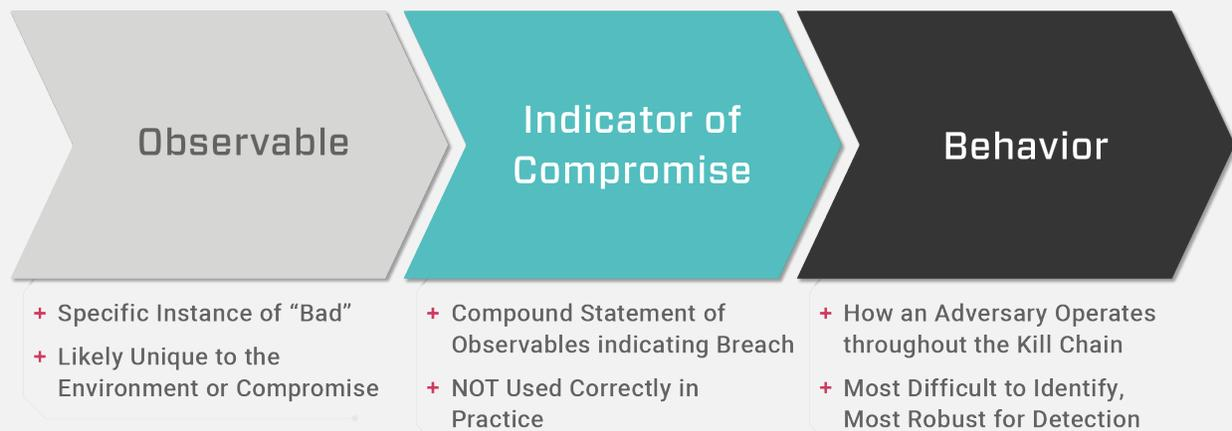 Observable
Indicator of
Compromise
Behavior
+ Specific Instance of “Bad”
+ Likely Unique to the
Environment or Compromise
+ Compound Statement of
Observables indicating Breach
+ NOT Used Correctly in
Practice
+ How an Adversary Operates
throughout the Kill Chain
+ Most Difficult to Identify,
Most Robust for Detection